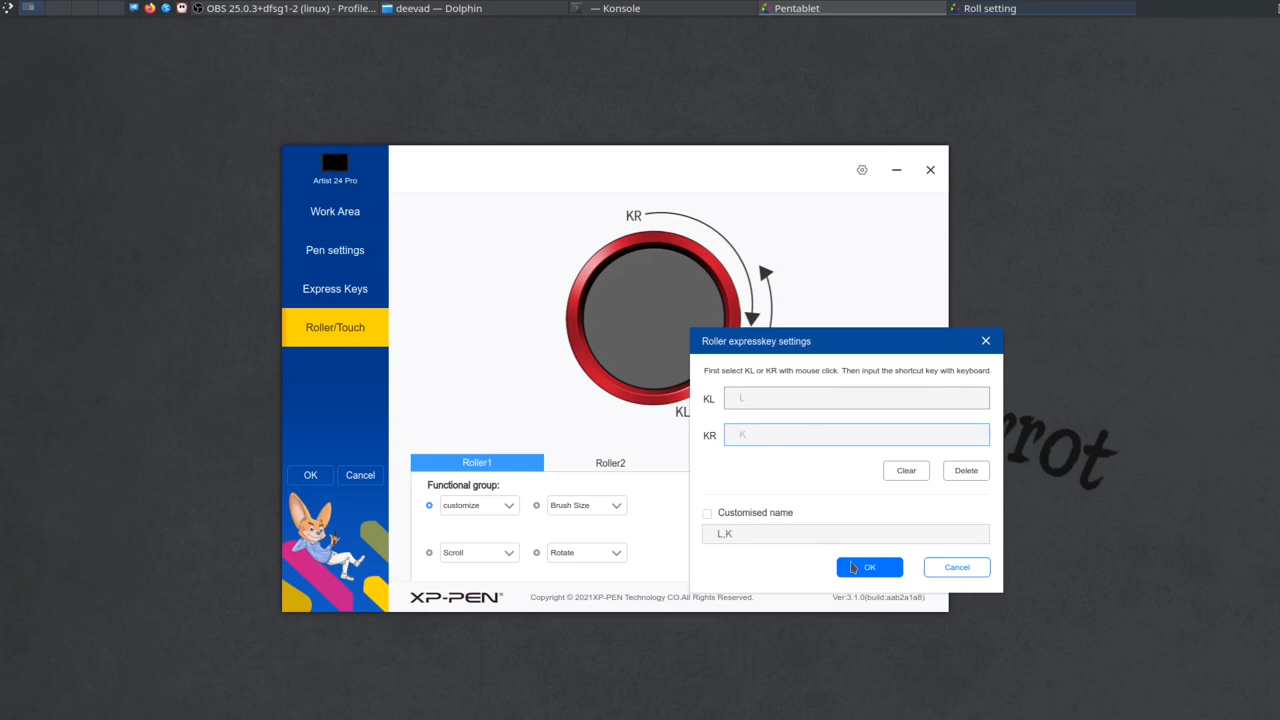 OBS 25.0.3+dfsg1-2 (linux) - Profile...
deevad — Dolphin
— Konsole
Pentablet
Roll setting
Artist 24 Pro
Work Area
Pen settings
Express Keys
Roller/Touch
OK
Cancel
KR
KL
Roller1
Roller2
Functional group:
customize
Brush Size
Scroll
Rotate
XP-PEN®
Copyright © 2021XP-PEN Technology CO.All Rights Reserved.
Ver:3.1.0(build:aab2a1a8)
Roller expresskey settings
First select KL or KR with mouse click. Then input the shortcut key with keyboard.
KL
L
KR
K
Clear
Delete
Customised name
L,K
OK
Cancel
rrot